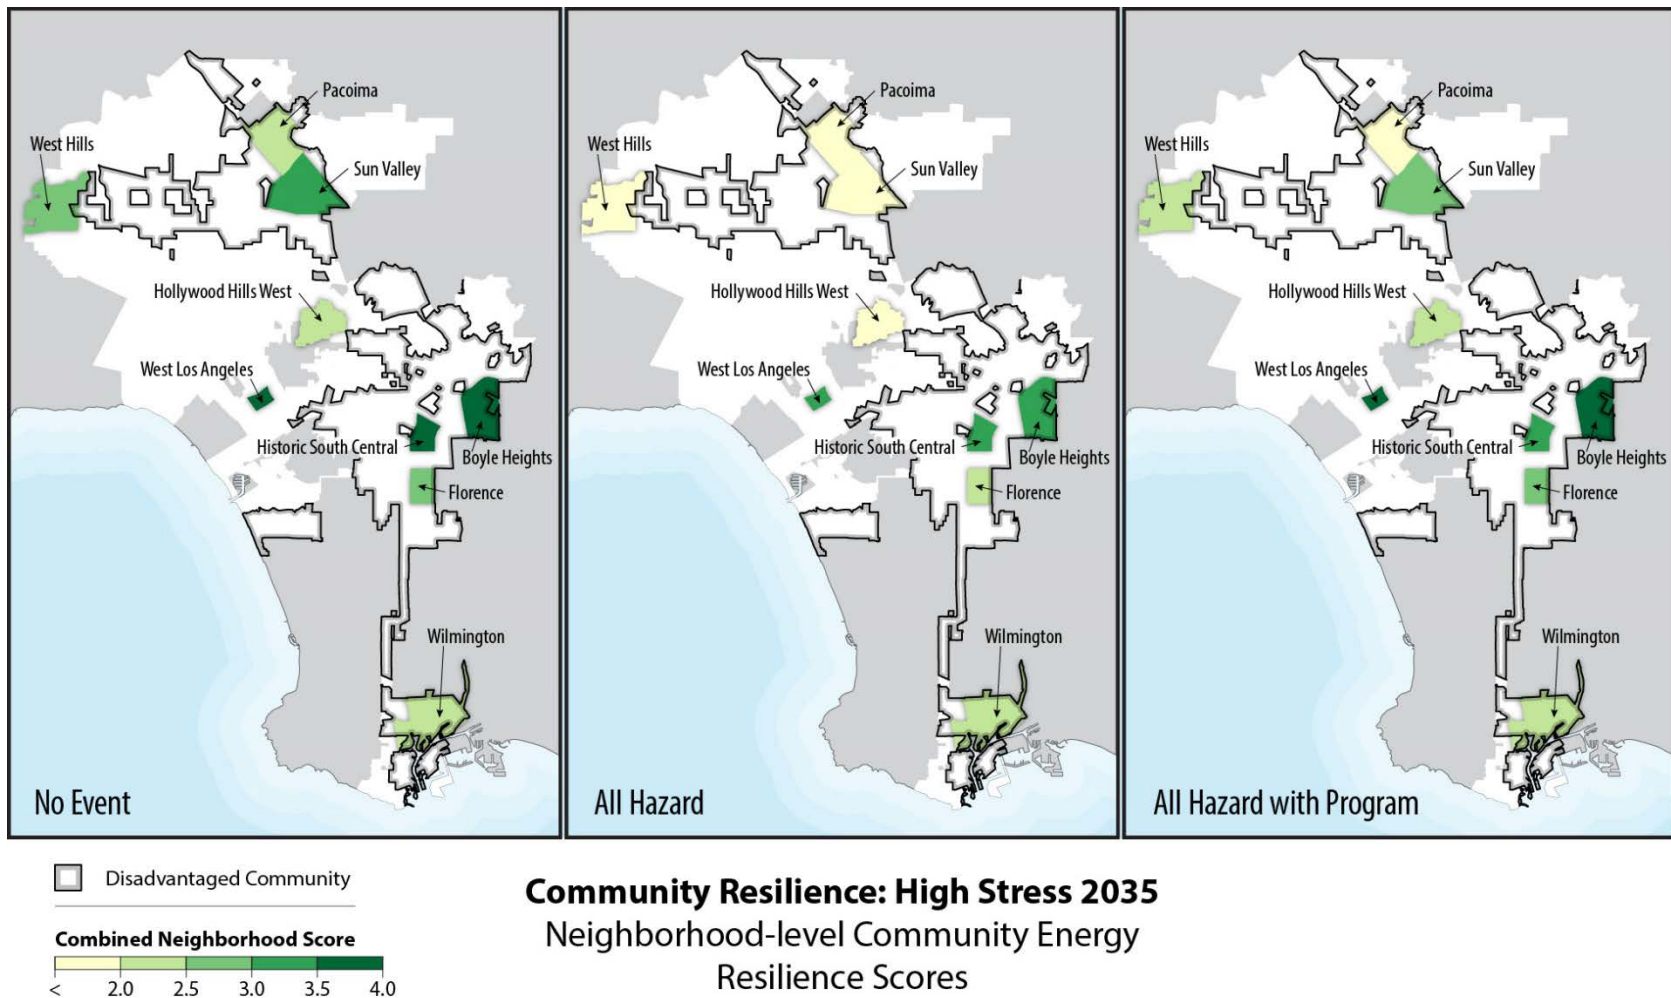 Pacoima
West Hills
Sun Valley
Hollywood Hills West
West Los Angeles
Historic South Central
Boyle Heights
Florence
Wilmington
No Event
Pacoima
West Hills
Sun Valley
Hollywood Hills West
West Los Angeles
Historic South Central
Boyle Heights
Florence
Wilmington
All Hazard
Pacoima
West Hills
Sun Valley
Hollywood Hills West
West Los Angeles
Historic South Central
Boyle Heights
Florence
Wilmington
All Hazard with Program
Disadvantaged Community
Combined Neighborhood Score
< 2.0 2.5 3.0 3.5 4.0
Community Resilience: High Stress 2035
Neighborhood-level Community Energy
Resilience Scores